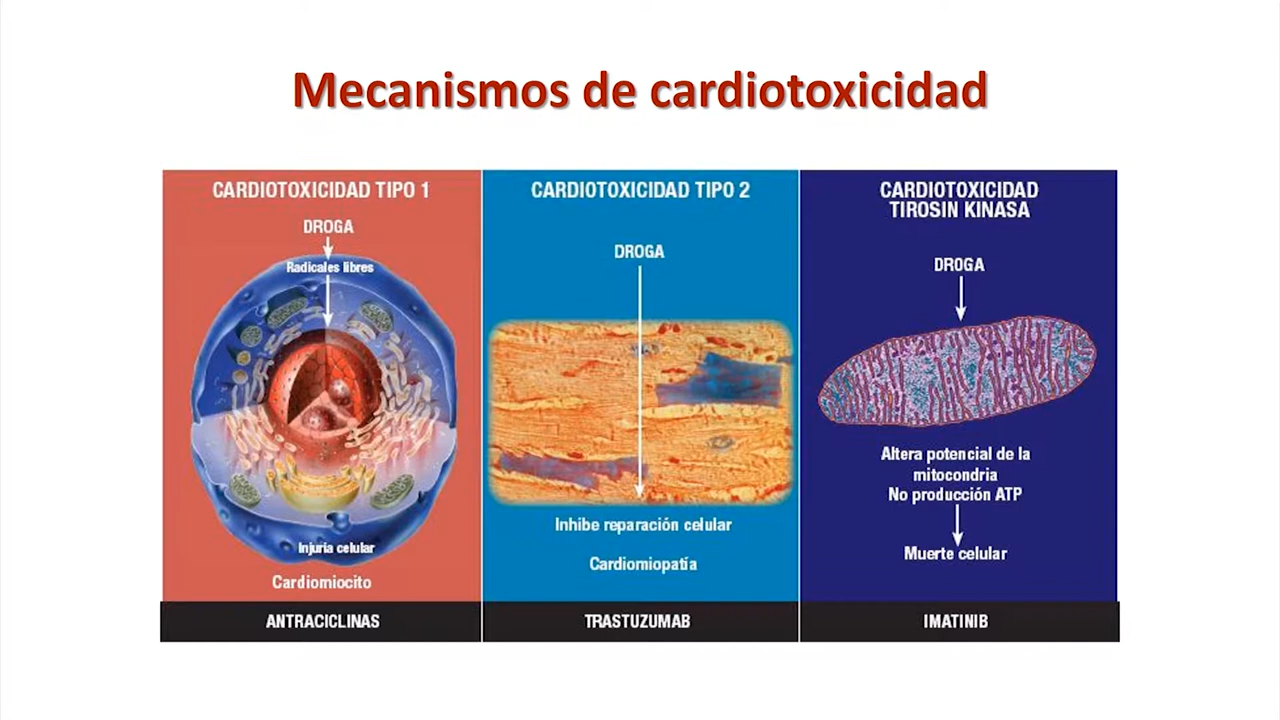 Mecanismos de cardiotoxicidad
CARDIOTOXICIDAD TIPO 1
DROGA
Radicales libres
Injuria celular
Cardiomiocito
ANTRACICLINAS
CARDIOTOXICIDAD TIPO 2
DROGA
Inhibe reparación celular
Cardiomiopatía
TRASTUZUMAB
CARDIOTOXICIDAD
TIROSIN KINASA
DROGA
Altera potencial de la
mitocondria
No producción ATP
Muerte celular
IMATINIB